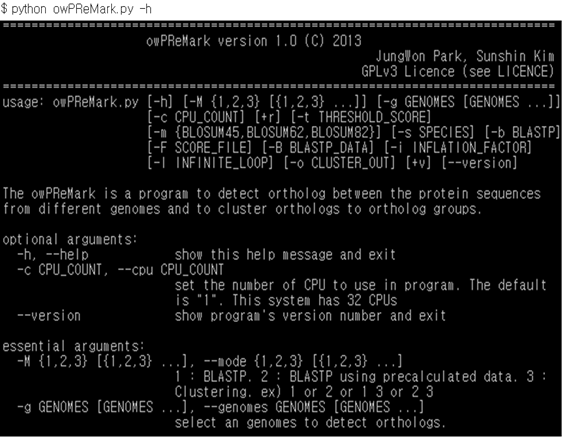 $ python owPReMark.py -h
================================================================================
owPReMark version 1.0 (C) 2013
JungWon Park, Sunshin Kim
GPLv3 Licence (see LICENCE)
================================================================================
usage: owPReMark.py [-h] [-M {1,2,3} [{1,2,3} ...]] [-g GENOMES [GENOMES ...]]
[-c CPU_COUNT] [+r] [-t THRESHOLD_SCORE]
[-m {BLOSUM45,BLOSUM62,BLOSUM82}] [-s SPECIES] [-b BLASTP]
[-F SCORE_FILE] [-B BLASTP_DATA] [-i INFLATION_FACTOR]
[-l INFINITE_LOOP] [-o CLUSTER_OUT] [+v] [--version]
The owPReMark is a program to detect ortholog between the protein sequences
from different genomes and to cluster orthologs to ortholog groups.
optional arguments:
-h, --help show this help message and exit
-c CPU_COUNT, --cpu CPU_COUNT
set the number of CPU to use in program. The default
is "1". This system has 32 CPUs
--version show program's version number and exit
essential arguments:
-M {1,2,3} [{1,2,3} ...], --mode {1,2,3} [{1,2,3} ...]
1 : BLASTP. 2 : BLASTP using precalculated data. 3 :
Clustering. ex) 1 or 2 or 1 3 or 2 3
-g GENOMES [GENOMES ...], --genomes GENOMES [GENOMES ...]
select an genomes to detect orthologs.